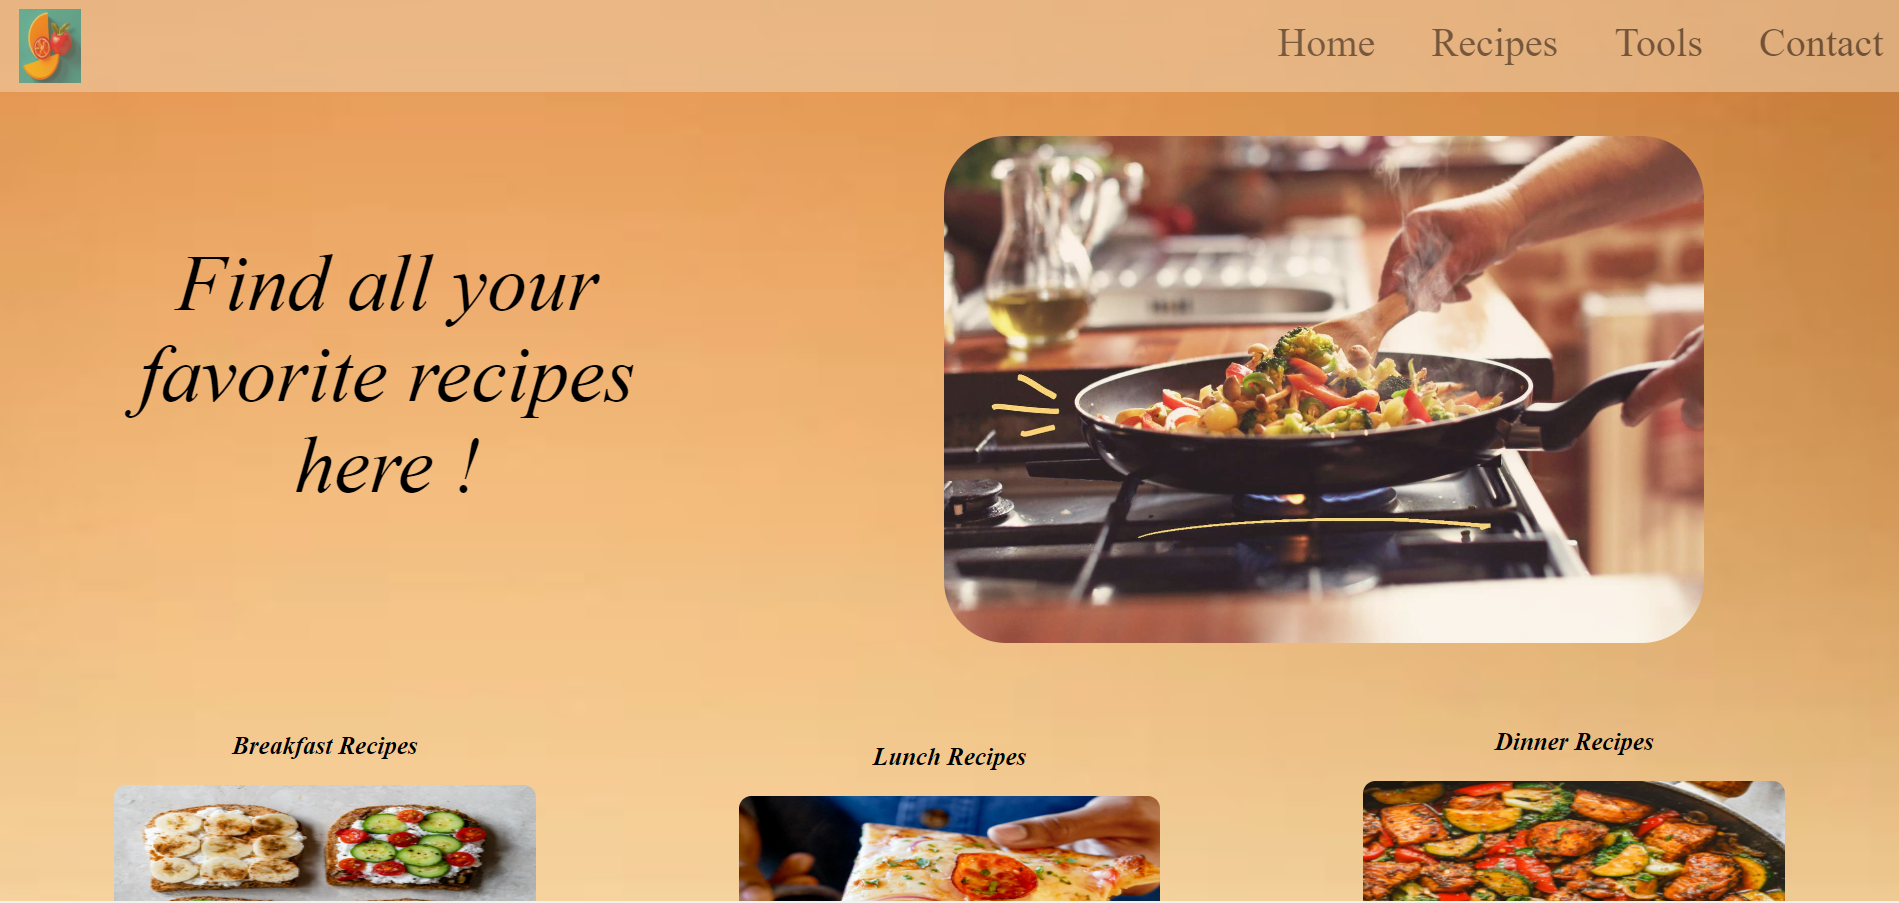 Home Recipes Tools Contact
Find all your
favorite recipes
here !
Breakfast Recipes
Lunch Recipes
Dinner Recipes